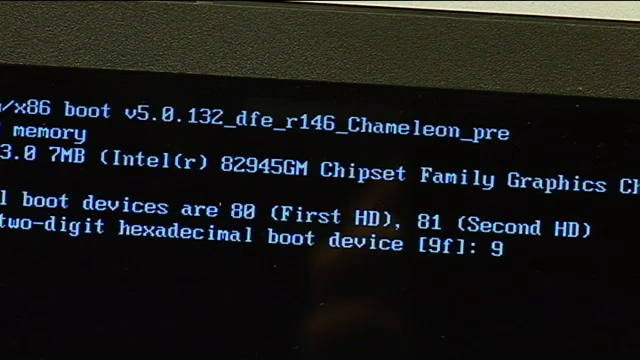 /x86 boot v5.0.132_dfe_r146_Chameleon_pre
memory
3.0 7MB (Intel(r) 82945GM Chipset Family Graphics
boot devices are 80 (First HD), 81 (Second HD)
two-digit hexadecimal boot device [9f]: 9